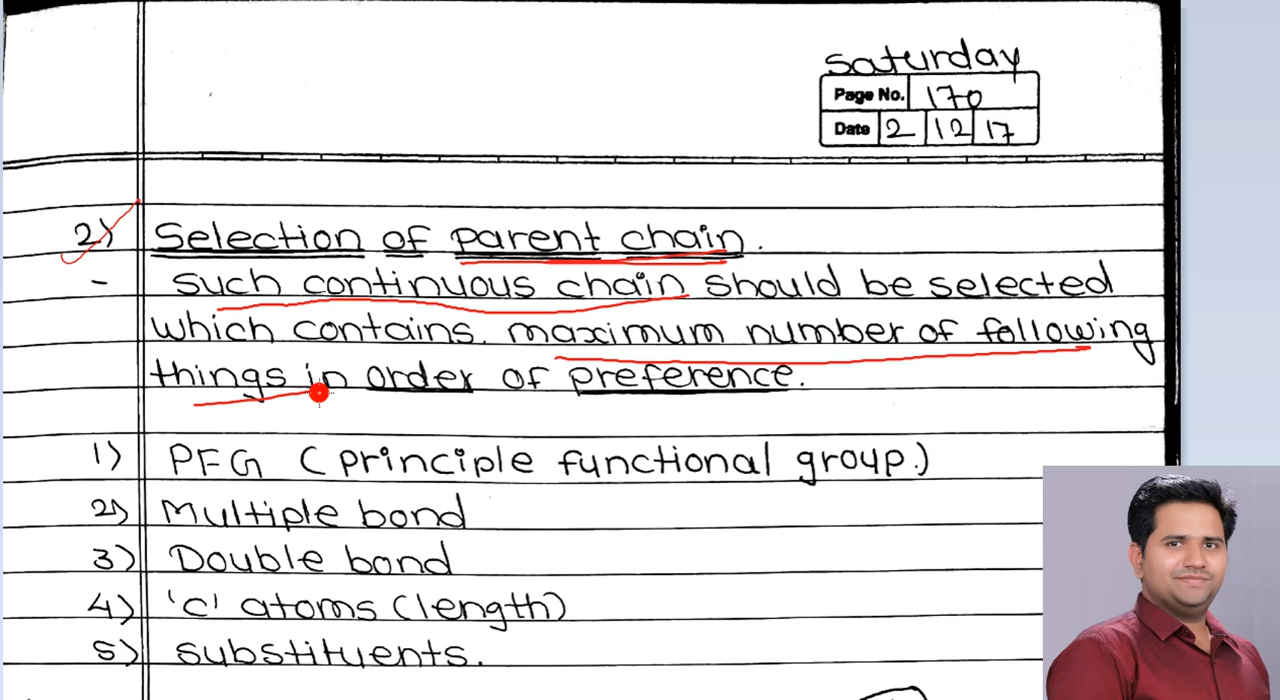 Saturday
Page No. 170
Date 2 12 17
2) Selection of parent chain.
- Such continuous chain should be selected
which contains. maximum number of following
things in order of preference.
1) PFG (principle functional group.)
2) Multiple bond
3) Double bond
4) 'c' atoms (length)
5) substituents.